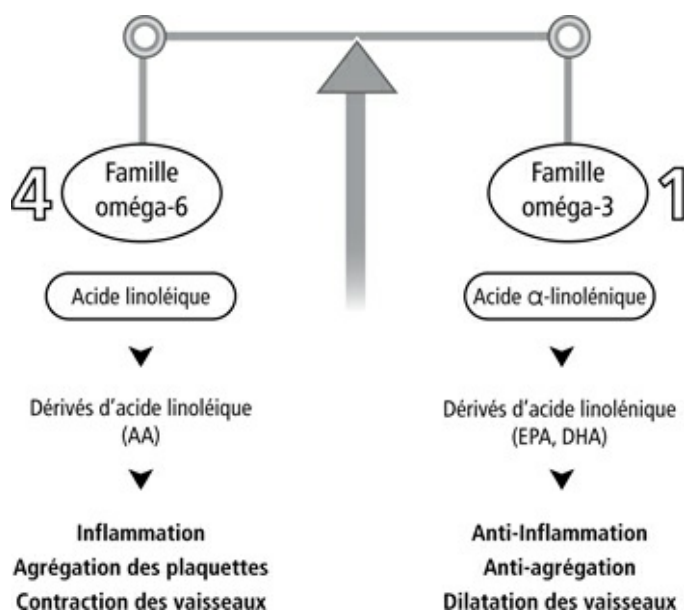 4
Famille
oméga-6
Acide linoléique
Dérivés d'acide linoléique
(AA)
Inflammation
Agrégation des plaquettes
Contraction des vaisseaux
Famille
oméga-3
1
Acide α-linolénique
Dérivés d'acide linolénique
(EPA, DHA)
Anti-Inflammation
Anti-agrégation
Dilatation des vaisseaux